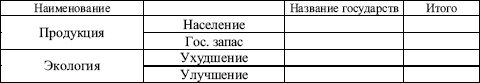 Наименование Название государств Итого
Продукция Население
Гос. запас
Экология Ухудшение
Улучшение